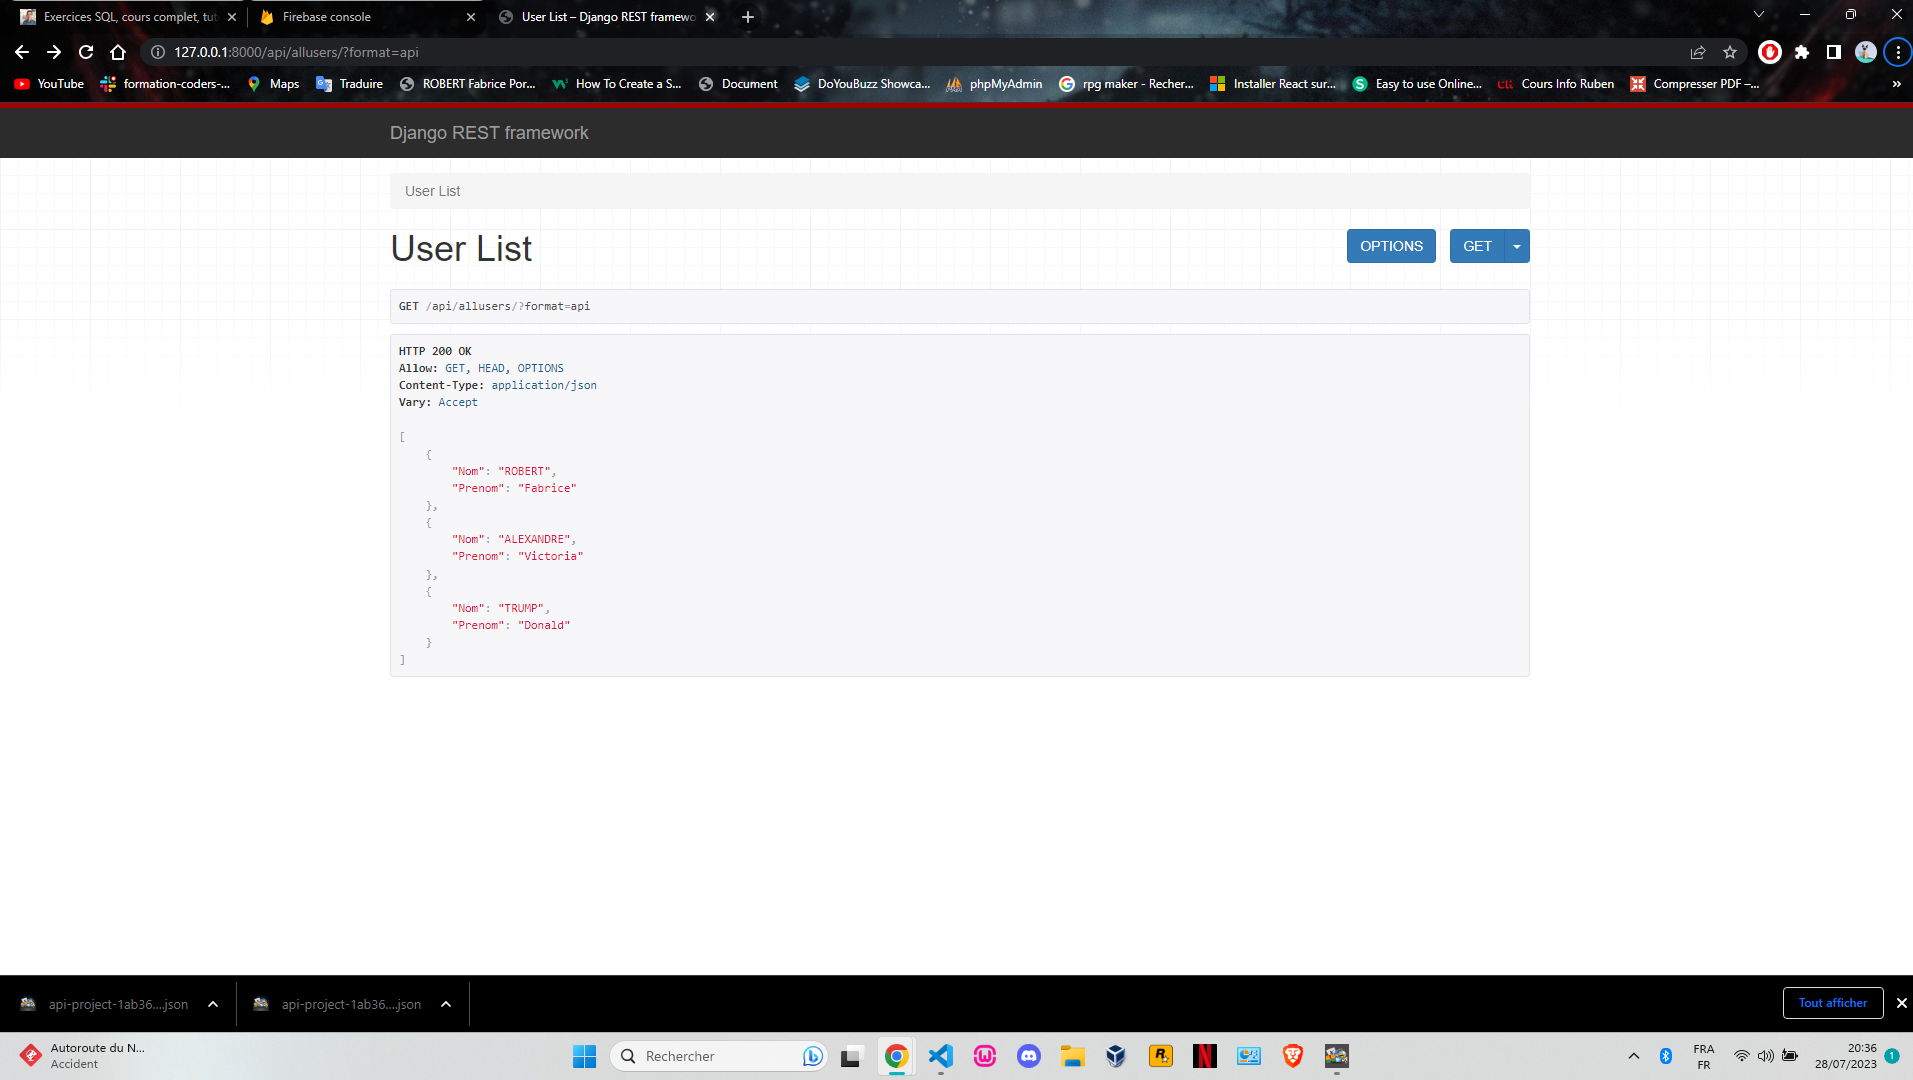 Exercices SQL, cours complet, tut
Firebase console
User List – Django REST framewo
127.0.0.1:8000/api/allusers/?format=api
YouTube
formation-coders-...
Maps
Traduire
ROBERT Fabrice Por...
How To Create a S...
Document
DoYouBuzz Showca...
phpMyAdmin
rpg maker - Recher...
Installer React sur...
Easy to use Online...
Cours Info Ruben
Compresser PDF –...
»
Django REST framework
User List
User List
OPTIONS
GET
GET /api/allusers/?format=api
HTTP 200 OK
Allow: GET, HEAD, OPTIONS
Content-Type: application/json
Vary: Accept
[
{
"Nom": "ROBERT",
"Prenom": "Fabrice"
},
{
"Nom": "ALEXANDRE",
"Prenom": "Victoria"
},
{
"Nom": "TRUMP",
"Prenom": "Donald"
}
]
api-project-1ab36....json
api-project-1ab36....json
Tout afficher
Autoroute du N...
Accident
Rechercher
FRA
FR
20:36
28/07/2023
1